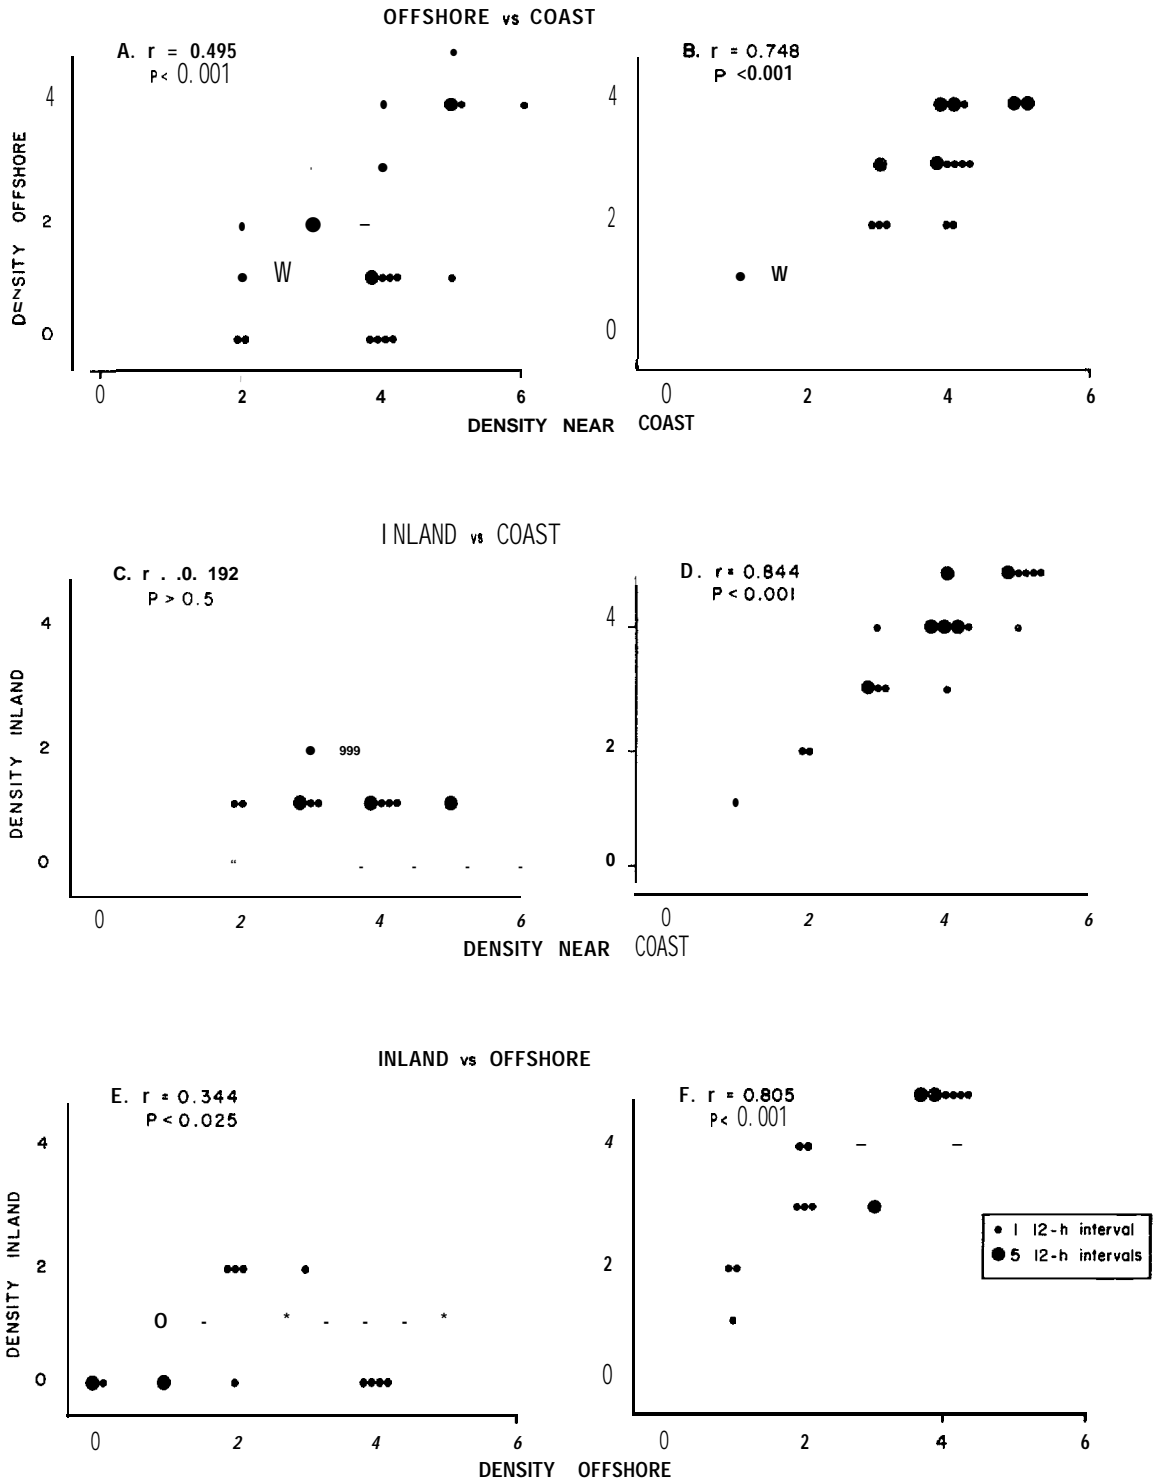 OFFSHORE vs COAST
A. r = 0.495
P< 0.001
B. r = 0.748
P <0.001
4
2
0
DENSITY OFFSHORE
W
0 2 4 6
4
2
0
W
0 2 4 6
DENSITY NEAR COAST
INLAND vs COAST
C. r . .0. 192
P > 0.5
D. r = 0.844
P < 0.001
4
2
0
DENSITY INLAND
999
“
0 2 4 6
4
2
0
0 2 4 6
DENSITY NEAR COAST
INLAND vs OFFSHORE
E. r = 0.344
P < 0.025
F. r = 0.805
P< 0.001
4
2
0
DENSITY INLAND
O - * - - - *
0 2 4 6
4
2
0
1 12-h interval
5 12-h intervals
0 2 4 6
DENSITY OFFSHORE